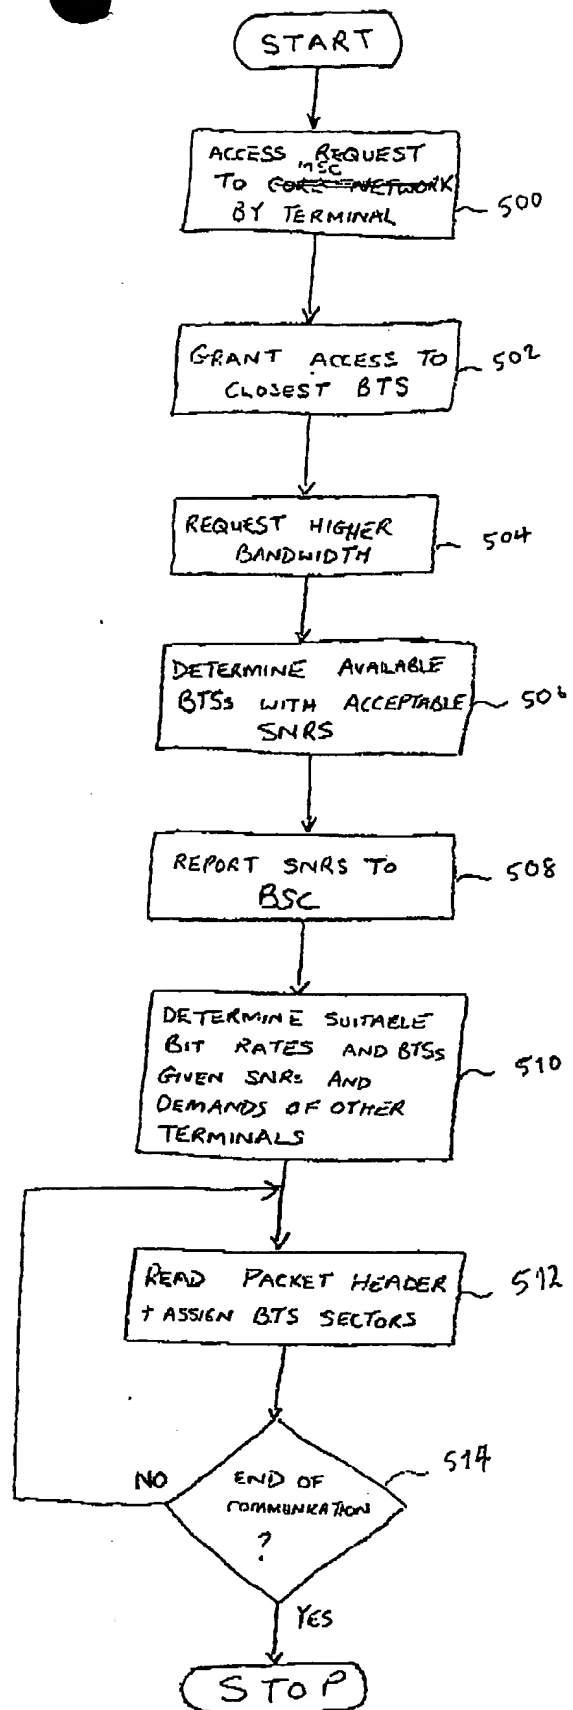 START
ACCESS REQUEST
MSC
TO CORE NETWORK
BY TERMINAL
500
GRANT ACCESS TO
CLOSEST BTS
502
REQUEST HIGHER
BANDWIDTH
504
DETERMINE AVAILABLE
BTSs WITH ACCEPTABLE
SNRS
506
REPORT SNRS TO
BSC
508
DETERMINE SUITABLE
BIT RATES AND BTSs
GIVEN SNRs AND
DEMANDS OF OTHER
TERMINALS
510
READ PACKET HEADER
+ ASSIGN BTS SECTORS
512
END OF
COMMUNICATION
?
514
NO
YES
STOP